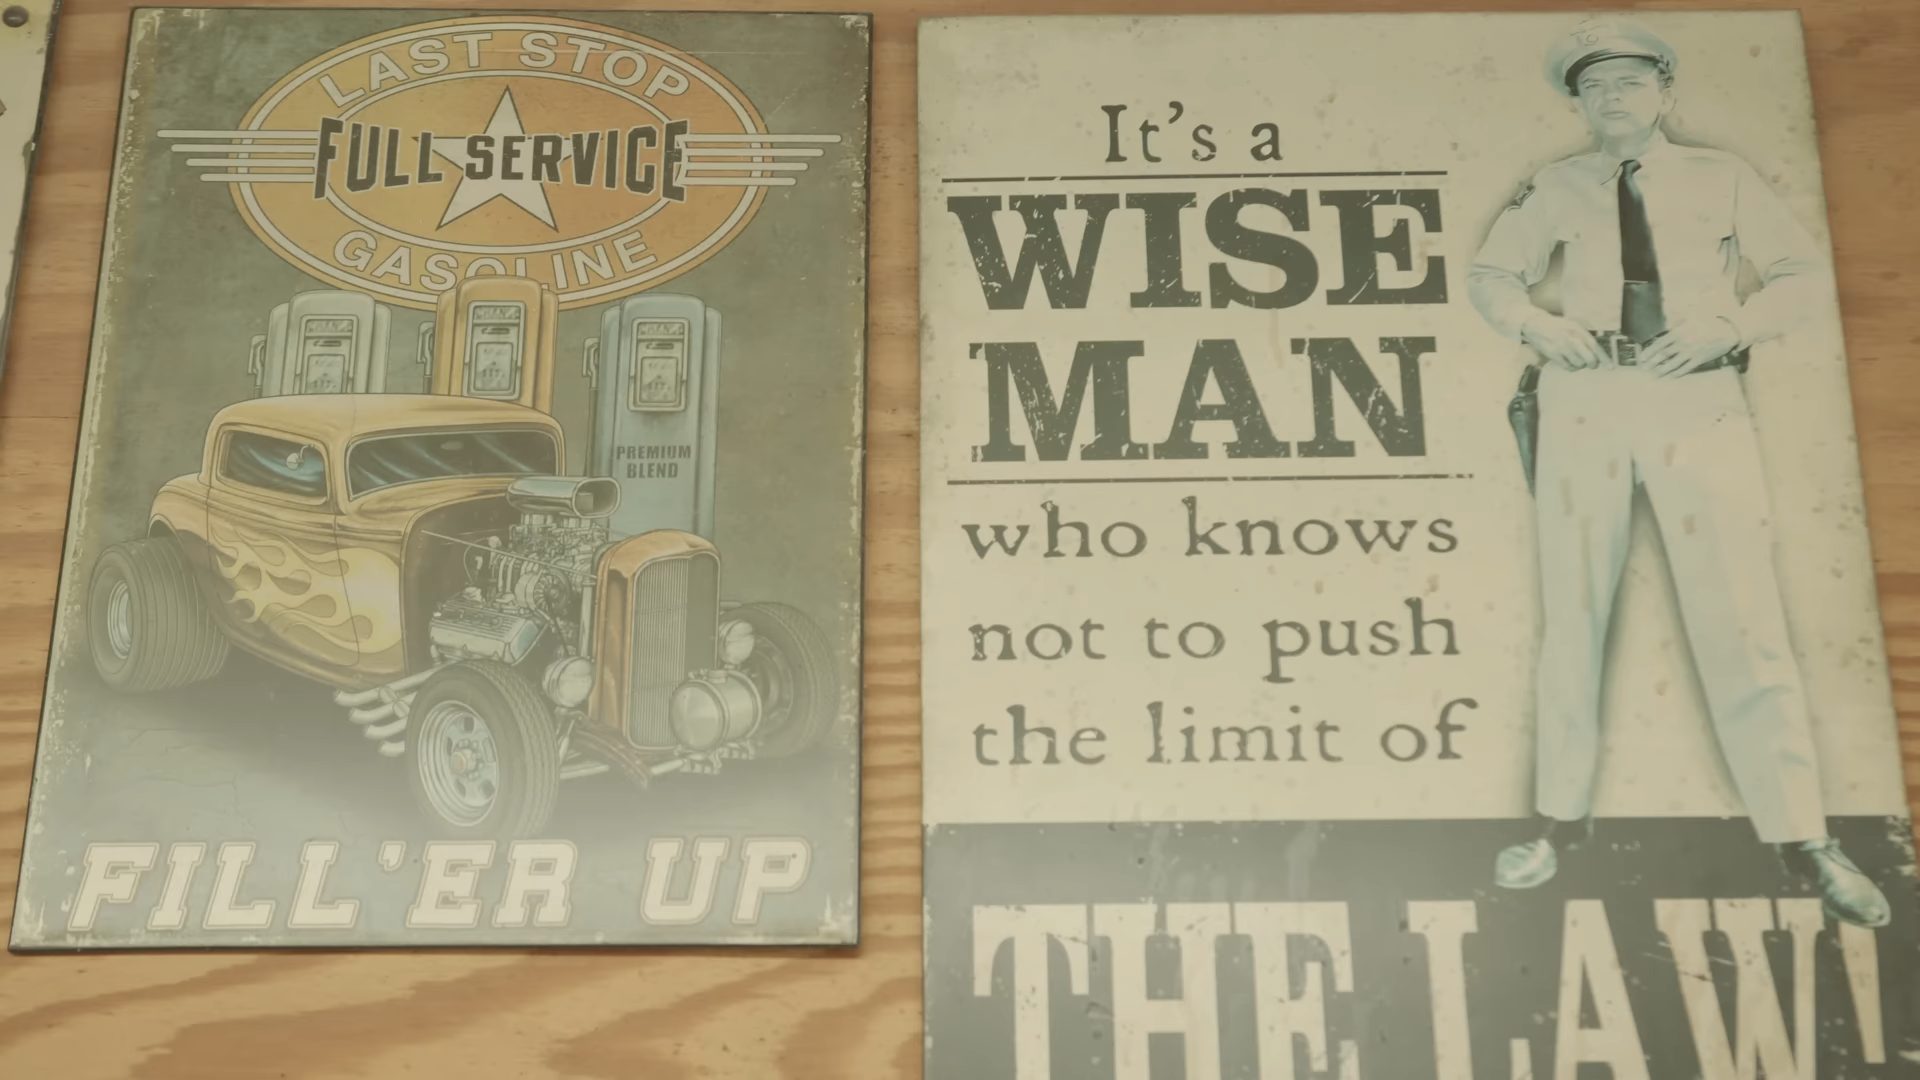 LAST STOP
FULL SERVICE
GASOLINE
PREMIUM
BLEND
FILL'ER UP
It's a
WISE
MAN
who knows
not to push
the limit of
THE LAW!